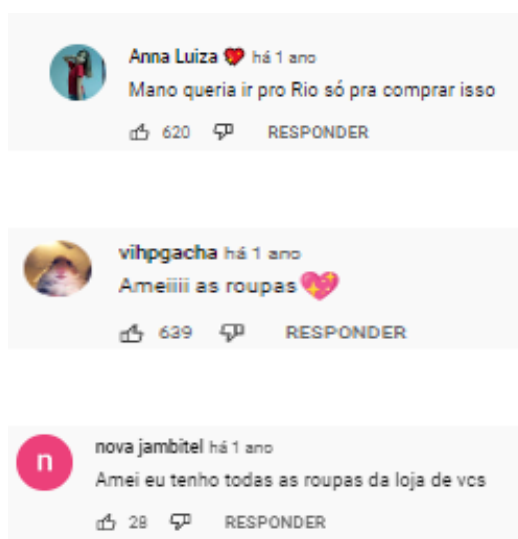 Anna Luiza 💖 há 1 ano
Mano queria ir pro Rio só pra comprar isso
620 RESPONDER
vihpgacha há 1 ano
Ameiiii as roupas💖
639 RESPONDER
n
nova jambitel há 1 ano
Amei eu tenho todas as roupas da loja de vcs
28 RESPONDER